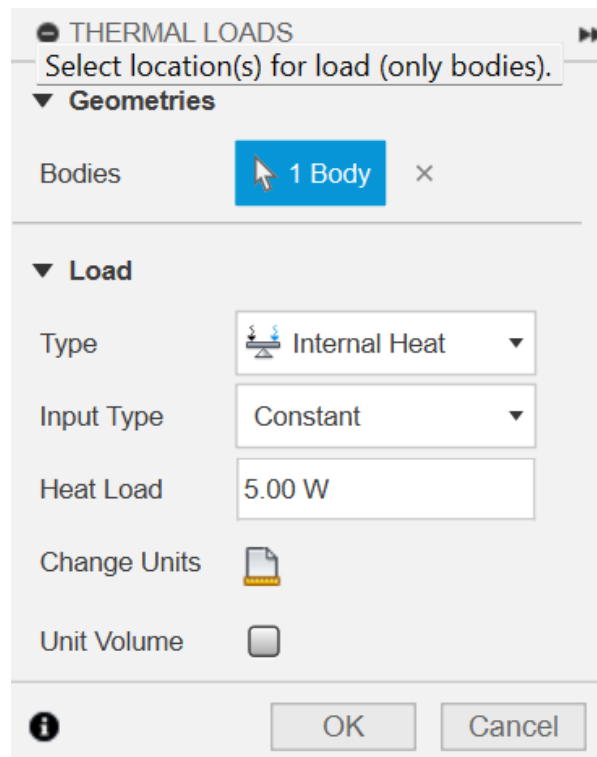 THERMAL LOADS
Select location(s) for load (only bodies).
Geometries
Bodies 1 Body
Load
Type Internal Heat
Input Type Constant
Heat Load 5.00 W
Change Units
Unit Volume
OK Cancel